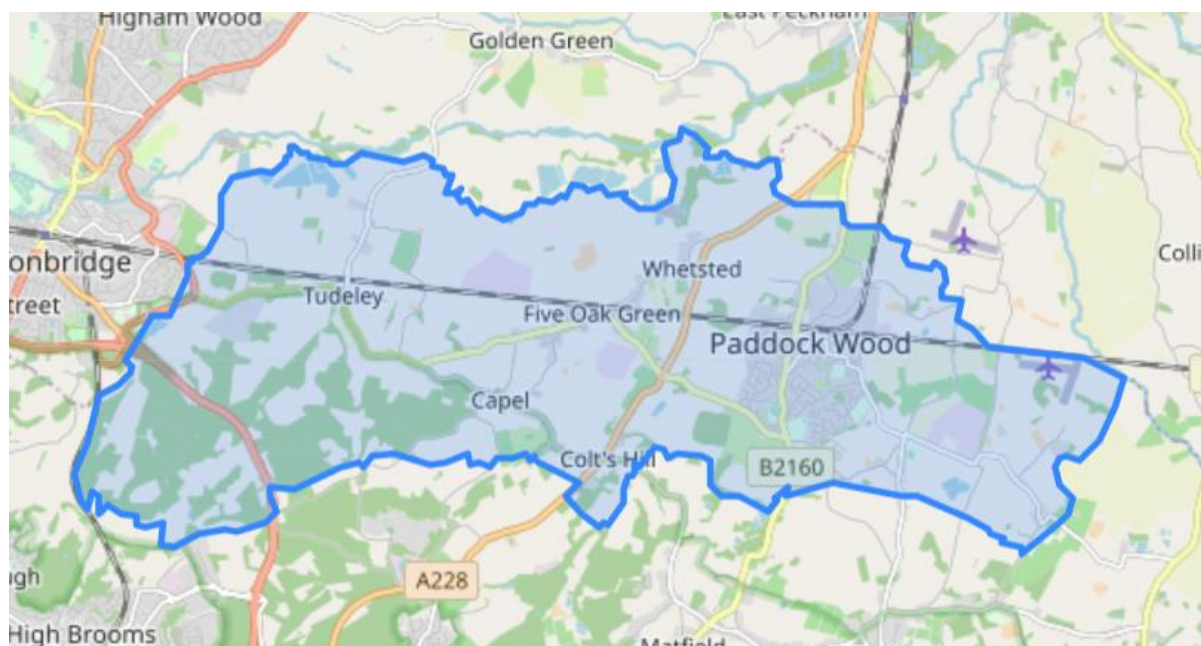 Higham Wood
East Peckham
Golden Green
onbridge
treet
Colli
Whetsted
Tudeley
Five Oak Green
Paddock Wood
Capel
Colt's Hill
B2160
A228
ugh
High Brooms
Matfield